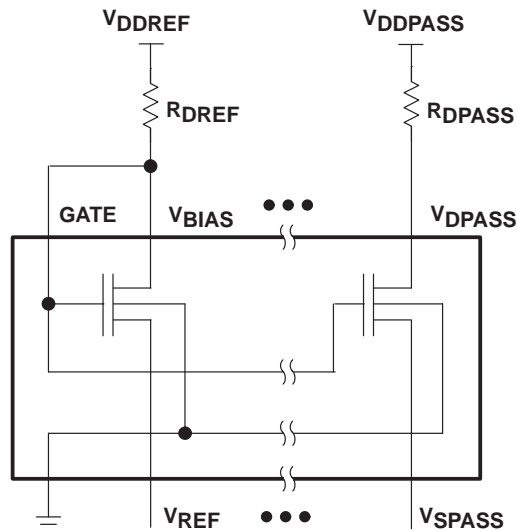 VDDREF
VDDPASS
RDREF
RDPASS
GATE
VBIAS
VDPASS
VREF
VSPASS